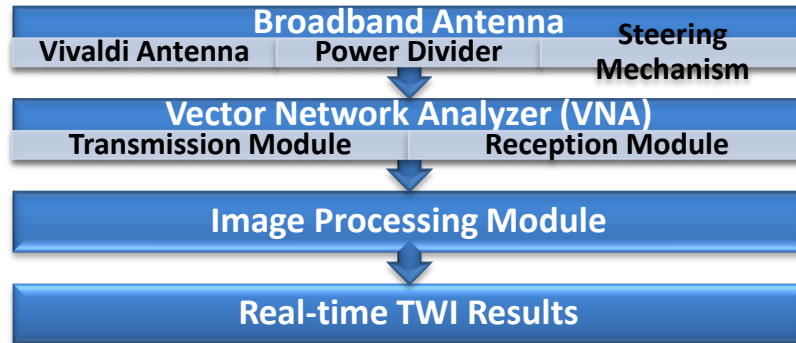 Broadband Antenna
Vivaldi Antenna Power Divider Steering
Mechanism
Vector Network Analyzer (VNA)
Transmission Module Reception Module
Image Processing Module
Real-time TWI Results